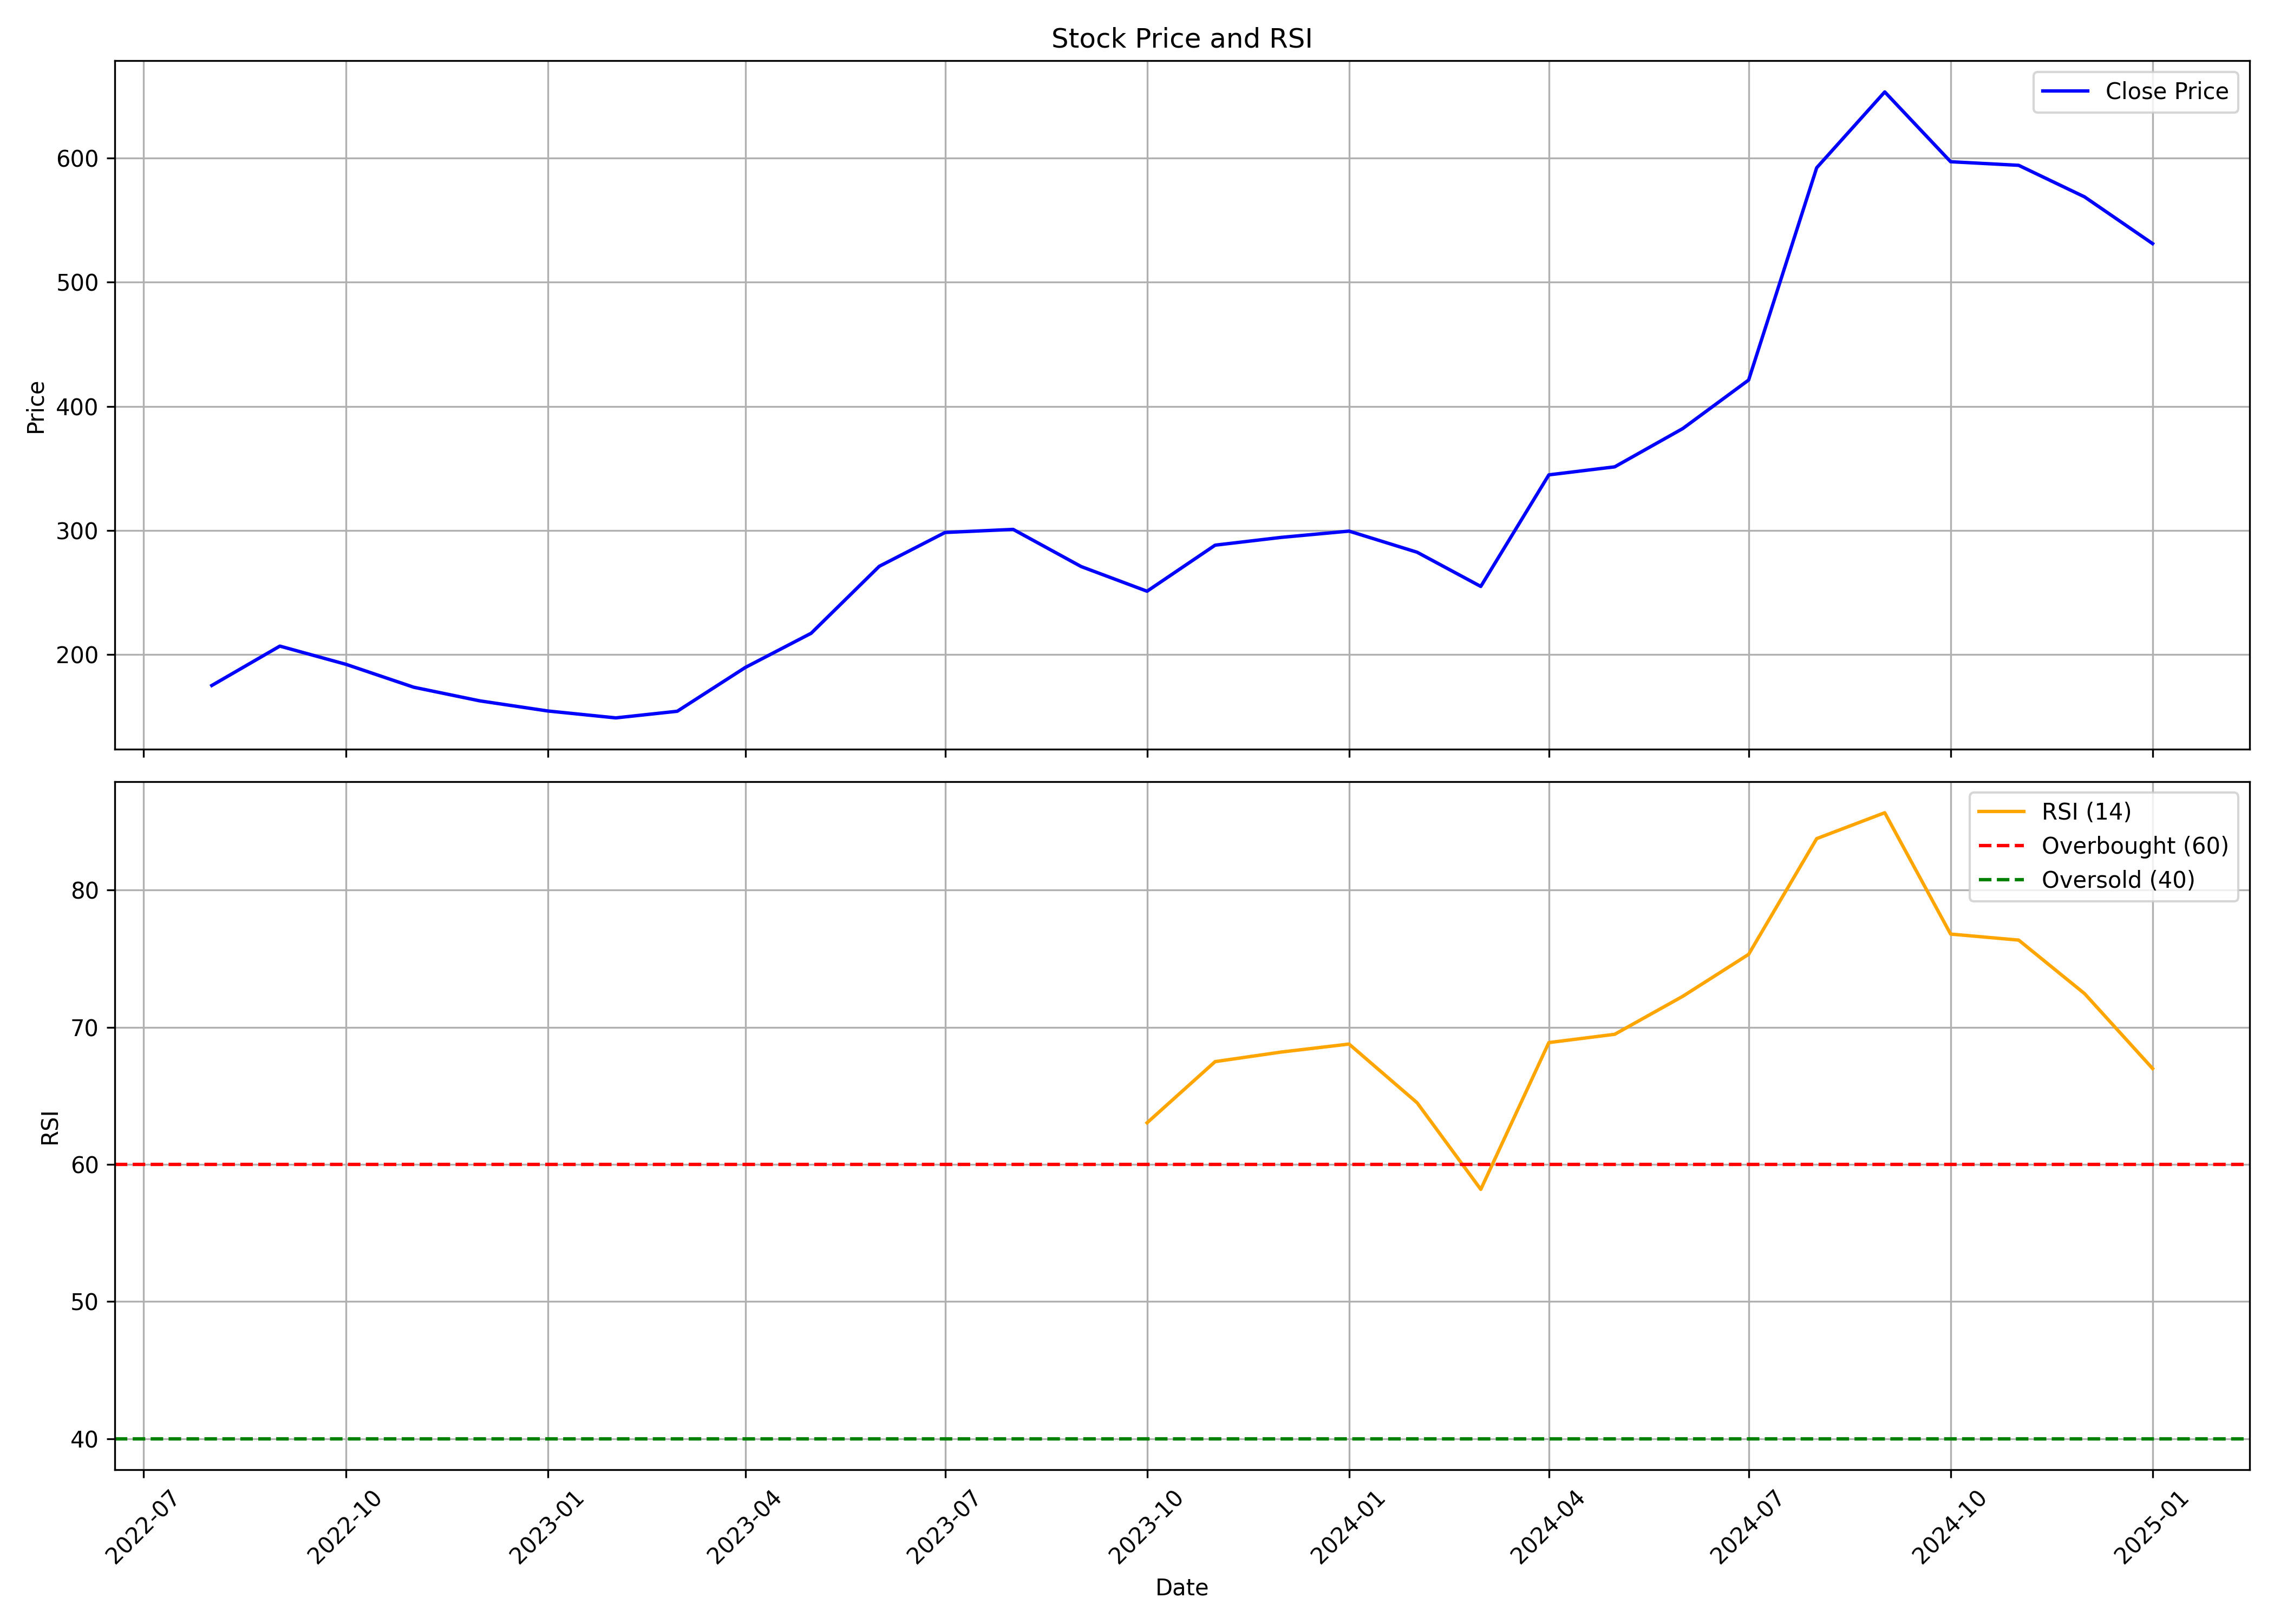 Stock Price and RSI
Close Price
600
500
400
300
200
Price
RSI (14)
Overbought (60)
Oversold (40)
80
70
60
50
40
RSI
2022-07
2022-10
2023-01
2023-04
2023-07
2023-10
2024-01
2024-04
2024-07
2024-10
2025-01
Date